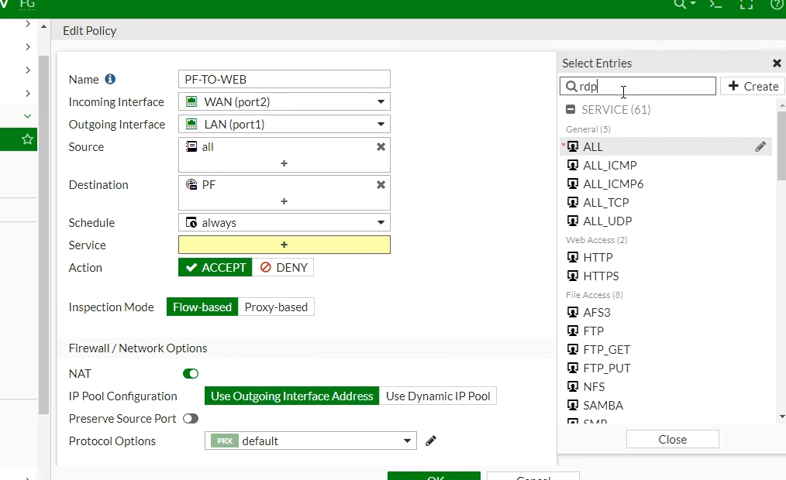 FG
Edit Policy
Name
PF-TO-WEB
Incoming Interface
WAN (port2)
Outgoing Interface
LAN (port1)
Source
all
+
Destination
PF
+
Schedule
always
Service
+
Action
ACCEPT
DENY
Inspection Mode
Flow-based
Proxy-based
Firewall / Network Options
NAT
IP Pool Configuration
Use Outgoing Interface Address
Use Dynamic IP Pool
Preserve Source Port
Protocol Options
PRX default
OK
Cancel
Select Entries
rdp
+ Create
SERVICE (61)
General (5)
ALL
ALL_ICMP
ALL_ICMP6
ALL_TCP
ALL_UDP
Web Access (2)
HTTP
HTTPS
File Access (8)
AFS3
FTP
FTP_GET
FTP_PUT
NFS
SAMBA
SMB
Close